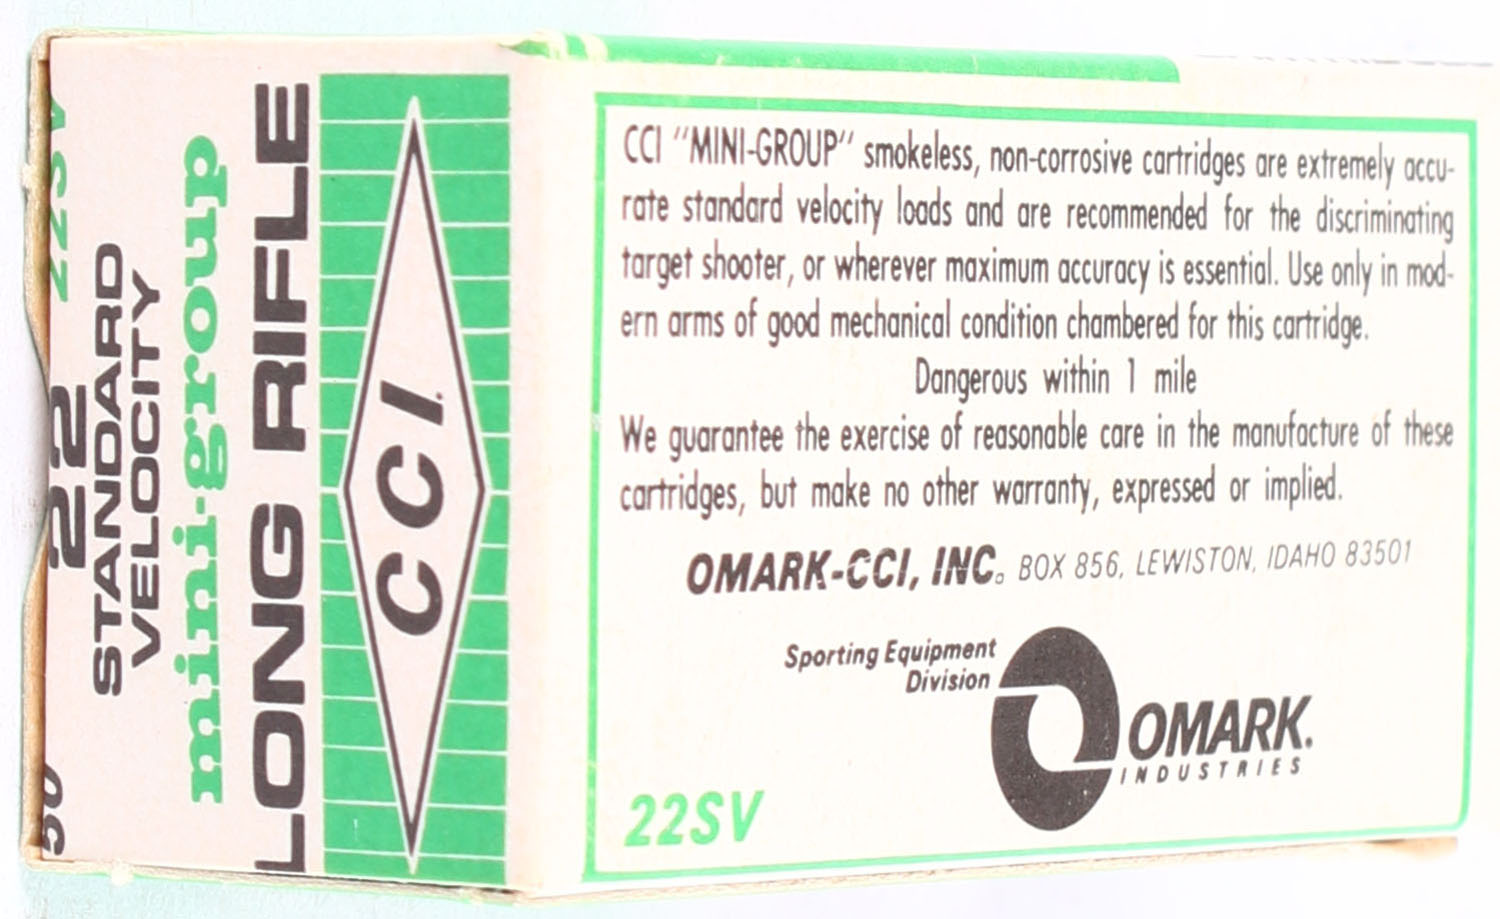 50
22
22SV
STANDARD
VELOCITY
mini-group
LONG RIFLE
CCI.
CCI "MINI-GROUP" smokeless, non-corrosive cartridges are extremely accu-
rate standard velocity loads and are recommended for the discriminating
target shooter, or wherever maximum accuracy is essential. Use only in mod-
ern arms of good mechanical condition chambered for this cartridge.
Dangerous within 1 mile
We guarantee the exercise of reasonable care in the manufacture of these
cartridges, but make no other warranty, expressed or implied.
OMARK-CCI, INC. BOX 856, LEWISTON, IDAHO 83501
Sporting Equipment
Division
OMARK.
INDUSTRIES
22SV